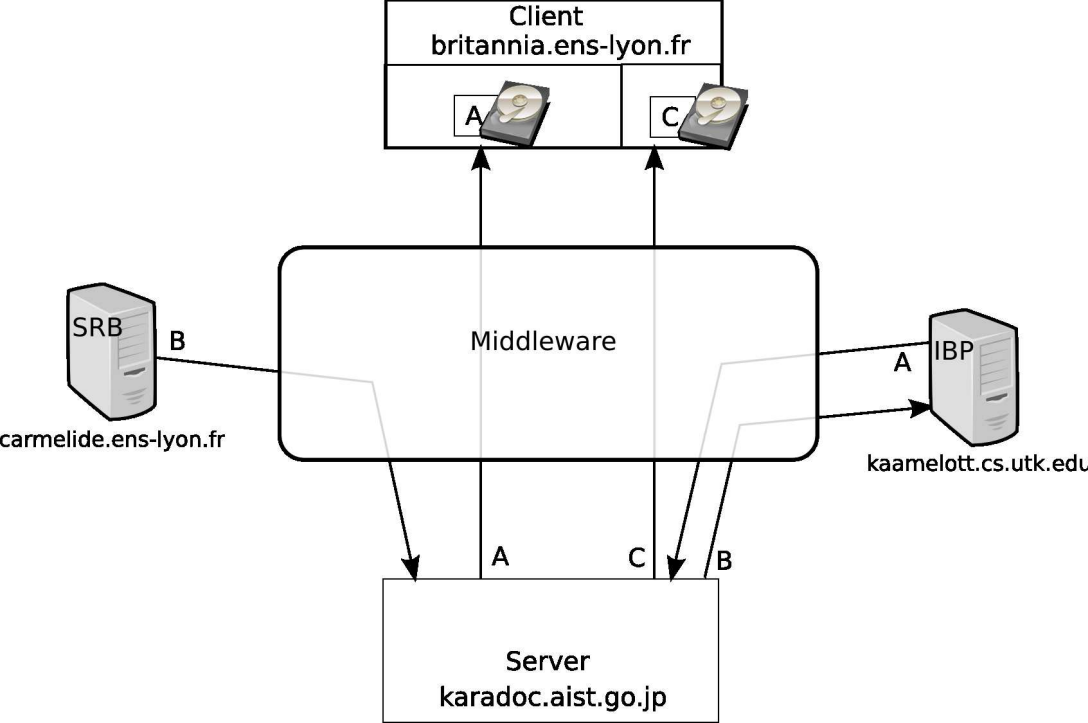 Client
britannia.ens-lyon.fr
A
C
SRB
B
Middleware
IBP
A
carmelide.ens-lyon.fr
kaamelott.cs.utk.edu
A
C
B
Server
karadoc.aist.go.jp